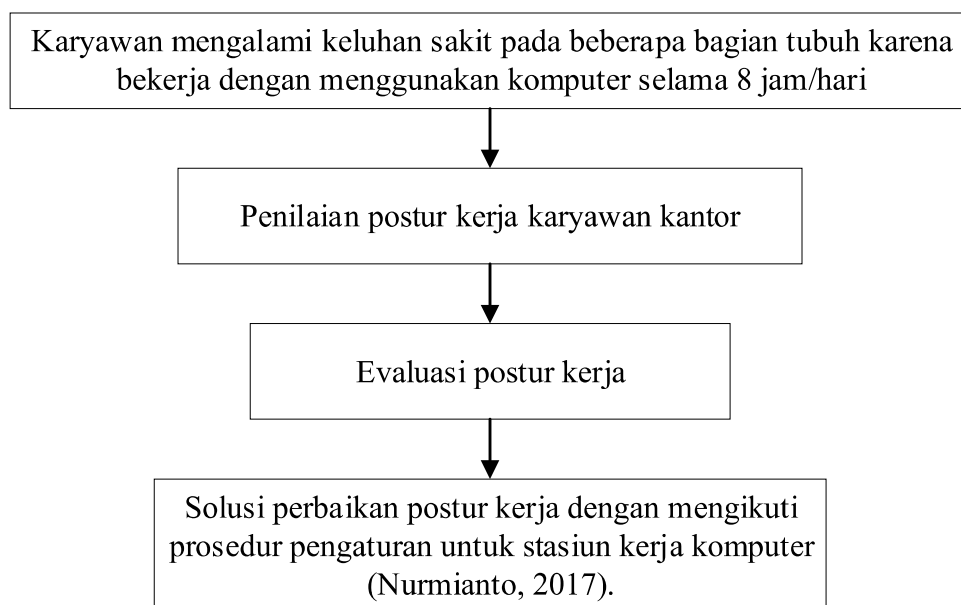 Karyawan mengalami keluhan sakit pada beberapa bagian tubuh karena
bekerja dengan menggunakan komputer selama 8 jam/hari
Penilaian postur kerja karyawan kantor
Evaluasi postur kerja
Solusi perbaikan postur kerja dengan mengikuti
prosedur pengaturan untuk stasiun kerja komputer
(Nurmianto, 2017).